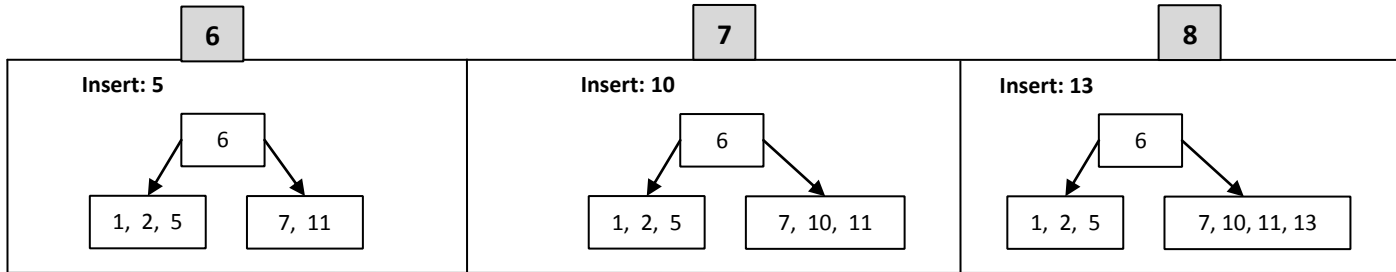 6
7
8
Insert: 5
Insert: 10
Insert: 13
6
6
6
1, 2, 5
7, 11
1, 2, 5
7, 10, 11
1, 2, 5
7, 10, 11, 13